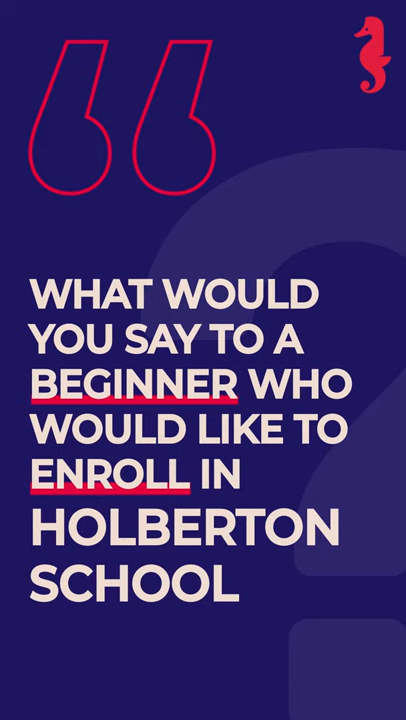 WHAT WOULD
YOU SAY TO A
BEGINNER WHO
WOULD LIKE TO
ENROLL IN
HOLBERTON
SCHOOL